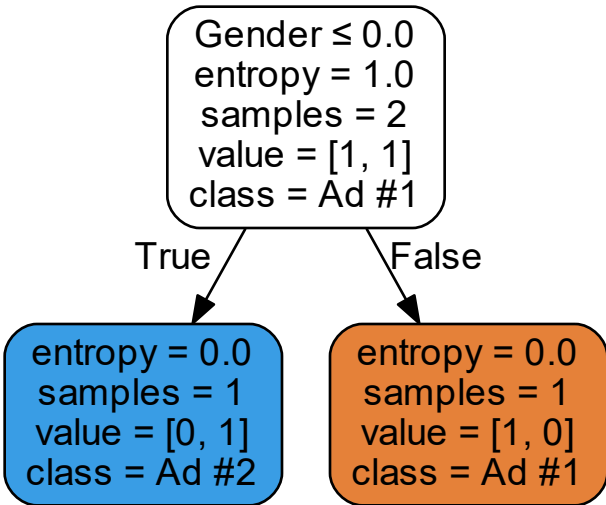 Gender ≤ 0.0
entropy = 1.0
samples = 2
value = [1, 1]
class = Ad #1
True
False
entropy = 0.0
samples = 1
value = [0, 1]
class = Ad #2
entropy = 0.0
samples = 1
value = [1, 0]
class = Ad #1